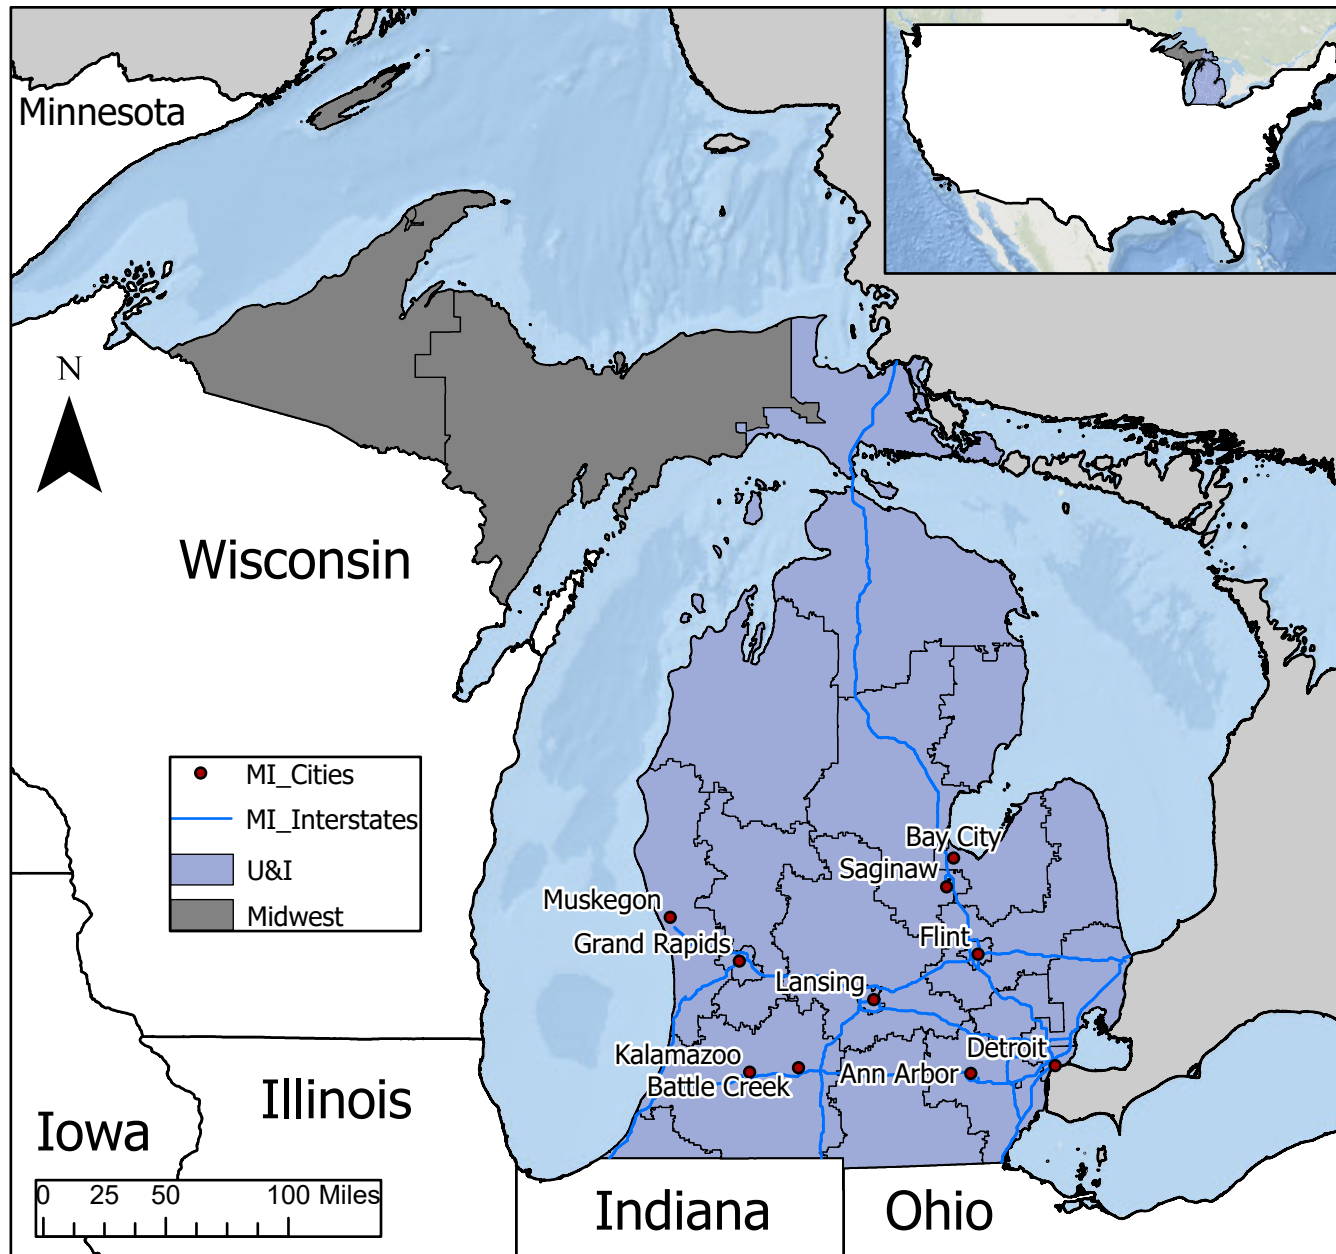 Minnesota
N
Wisconsin
MI_Cities
MI_Interstates
U&I
Midwest
Bay City
Saginaw
Muskegon
Flint
Grand Rapids
Lansing
Detroit
Kalamazoo
Battle Creek
Ann Arbor
Illinois
Iowa
0 25 50 100 Miles
Indiana
Ohio